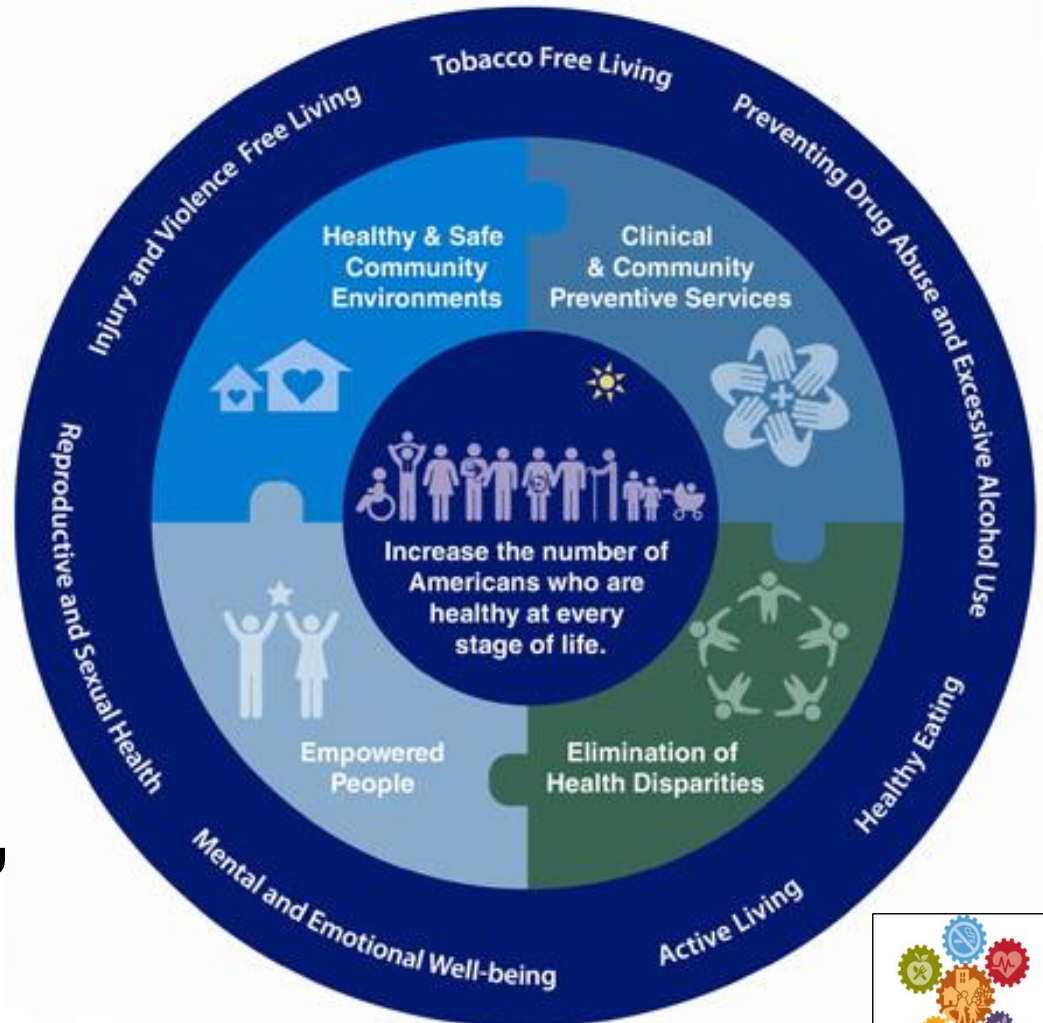 Tobacco Free Living
Preventing Drug Abuse and Excessive Alcohol Use
Healthy Eating
Active Living
Mental and Emotional Well-being
Reproductive and Sexual Health
Injury and Violence Free Living
Healthy & Safe
Community
Environments
Clinical
& Community
Preventive Services
Increase the number of
Americans who are
healthy at every
stage of life.
Empowered
People
Elimination of
Health Disparities